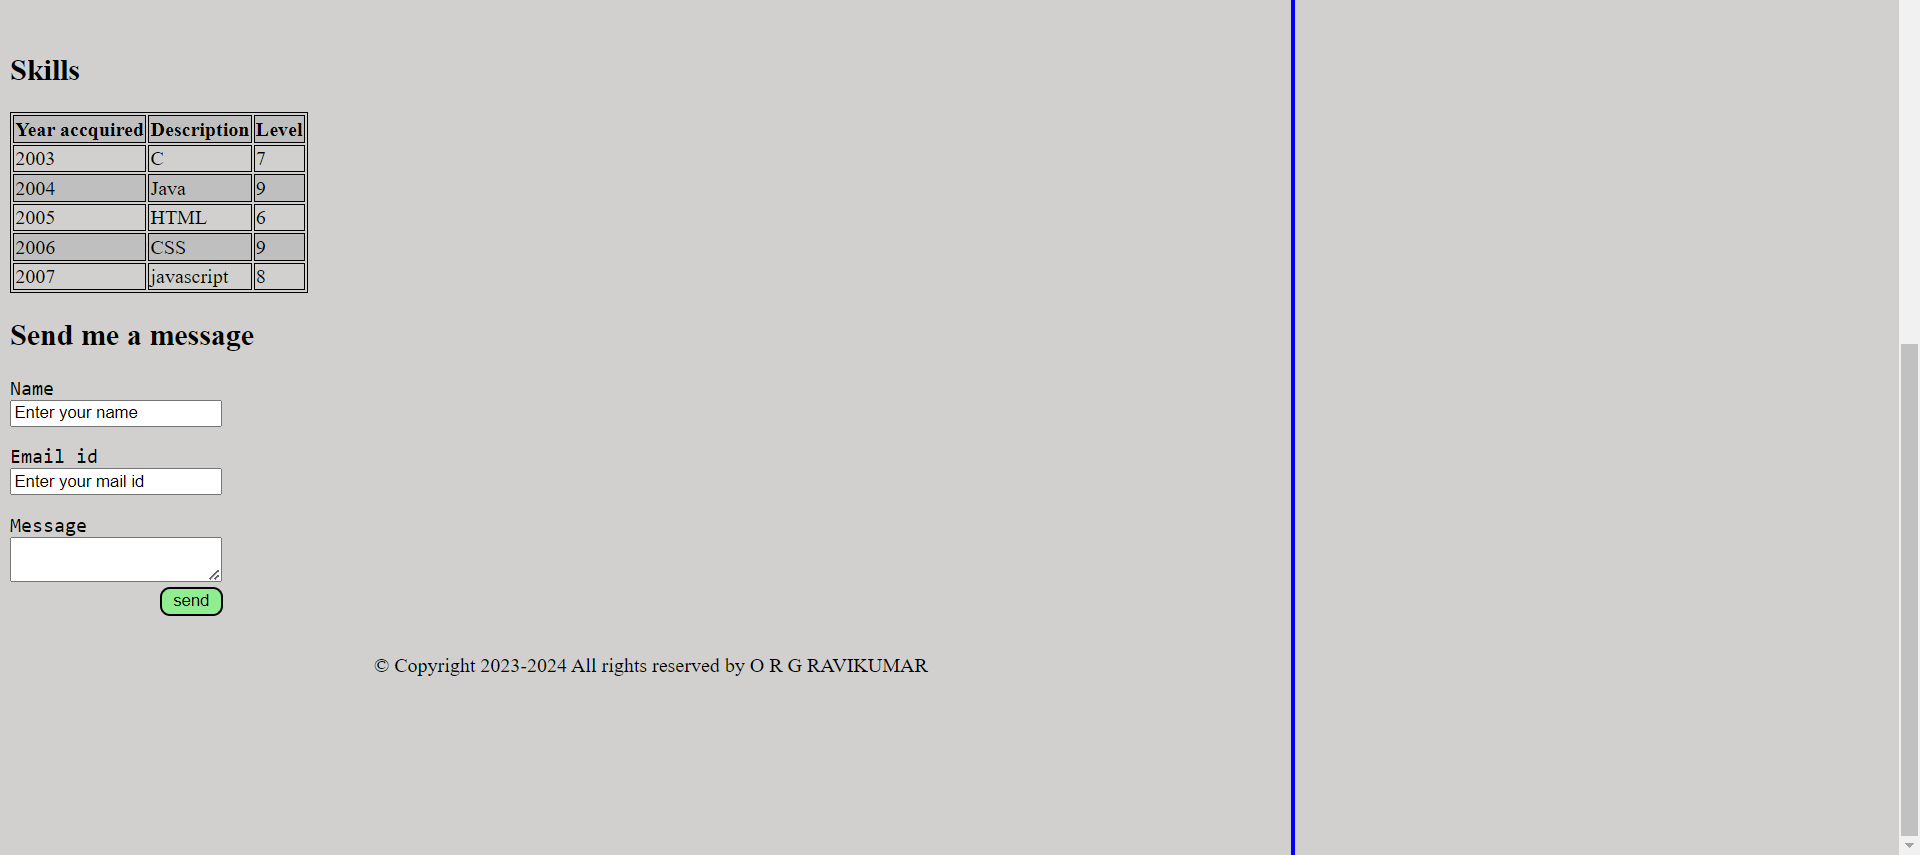 Skills
Year accquired Description Level
2003 C 7
2004 Java 9
2005 HTML 6
2006 CSS 9
2007 javascript 8
Send me a message
Name
Enter your name
Email id
Enter your mail id
Message
send
© Copyright 2023-2024 All rights reserved by O R G RAVIKUMAR